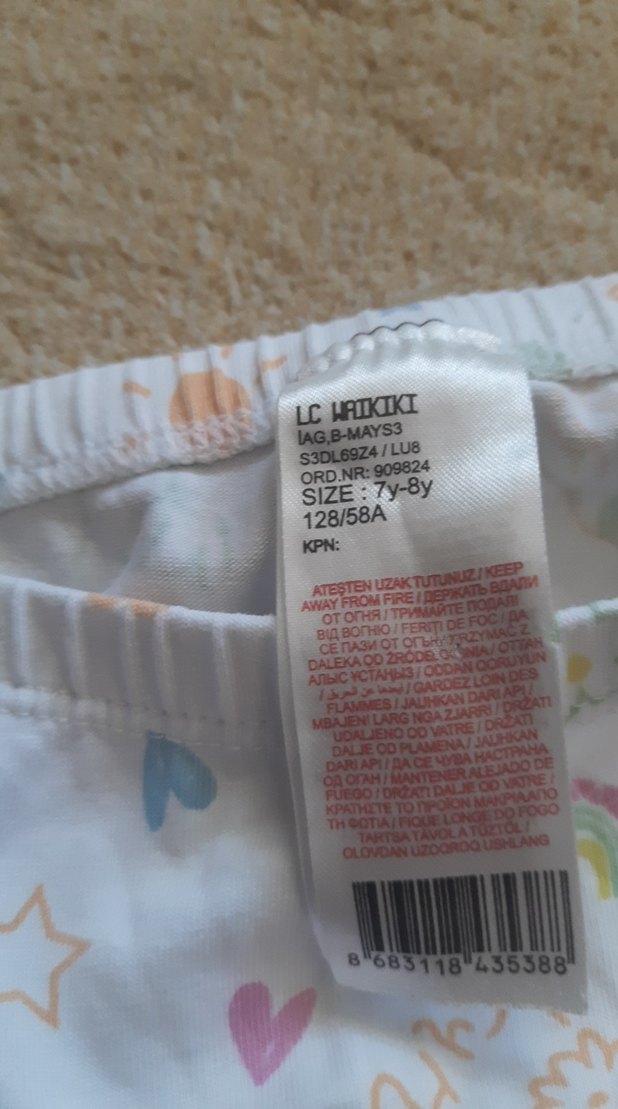 LC WAIKIKI
İAG,B-MAYS3
S3DL69Z4 / LU8
ORD.NR: 909824
SIZE : 7y-8y
128/58A
KPN:
ATEŞTEN UZAK TUTUNUZ / KEEP
AWAY FROM FIRE / ДЕРЖАТЬ ВДАЛИ
ОТ ОГНЯ / ТРИМАЙТЕ ПОДАЛІ
ВІД ВОГНЮ / FERIȚI DE FOC / ДА
СЕ ПАЗИ ОТ ОГЪН TRZYMAĆ Z
DALEKA OD OGNIA / OTTAN
АЛЫС ҰСТАҢЫЗ / ODDAN QORUYUN
/ أبعدها عن الحريق / GARDEZ LOIN DES
FLAMMES / JAUHKAN DARI API /
MBAJENI LARG NGA ZJARRI / DRŽATI
UDALJENO OD VATRE / DRŽATI
DALJE OD PLAMENA / JAUHKAN
DARI API / ДА СЕ ЧУВА НАСТРАНА
ОД ОГАН / MANTENER ALEJADO DE
FUEGO / DRŽATI DALJE OD VATRE /
ΚΡΑΤΗΣΤΕ ΤΟ ΠΡΟΪΟΝ ΜΑΚΡΙΑ ΑΠΟ
ΤΗ ΦΩΤΙΑ / FIQUE LONGE DO FOGO
TARTSA TÁVOL A TŰZTŐL /
OLOVDAN UZOQROQ USHLANG
8 683118 435388